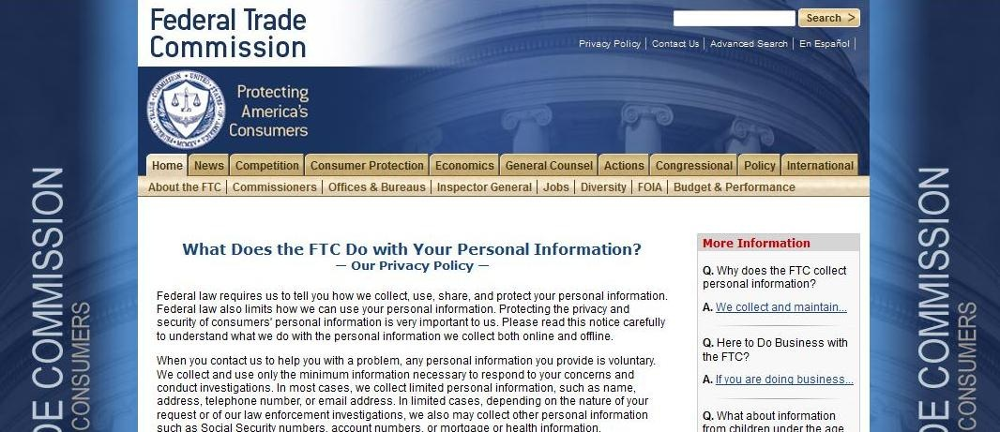 Federal Trade
Commission
Search >
Privacy Policy | Contact Us | Advanced Search | En Español |
Protecting
America's
Consumers
Home News Competition Consumer Protection Economics General Counsel Actions Congressional Policy International
About the FTC | Commissioners | Offices & Bureaus | Inspector General | Jobs | Diversity | FOIA | Budget & Performance
What Does the FTC Do with Your Personal Information?
— Our Privacy Policy —
Federal law requires us to tell you how we collect, use, share, and protect your personal information.
Federal law also limits how we can use your personal information. Protecting the privacy and
security of consumers' personal information is very important to us. Please read this notice carefully
to understand what we do with the personal information we collect both online and offline.
When you contact us to help you with a problem, any personal information you provide is voluntary.
We collect and use only the minimum information necessary to respond to your concerns and
conduct investigations. In most cases, we collect limited personal information, such as name,
address, telephone number, or email address. In limited cases, depending on the nature of your
request or of our law enforcement investigations, we also may collect other personal information
such as Social Security numbers, account numbers, or mortgage or health information.
More Information
Q. Why does the FTC collect
personal information?
A. We collect and maintain...
Q. Here to Do Business with
the FTC?
A. If you are doing business...
Q. What about information
from children under the age
DE COMMISSION
CONSUMERS
DE COMMISSION
CONSUMERS